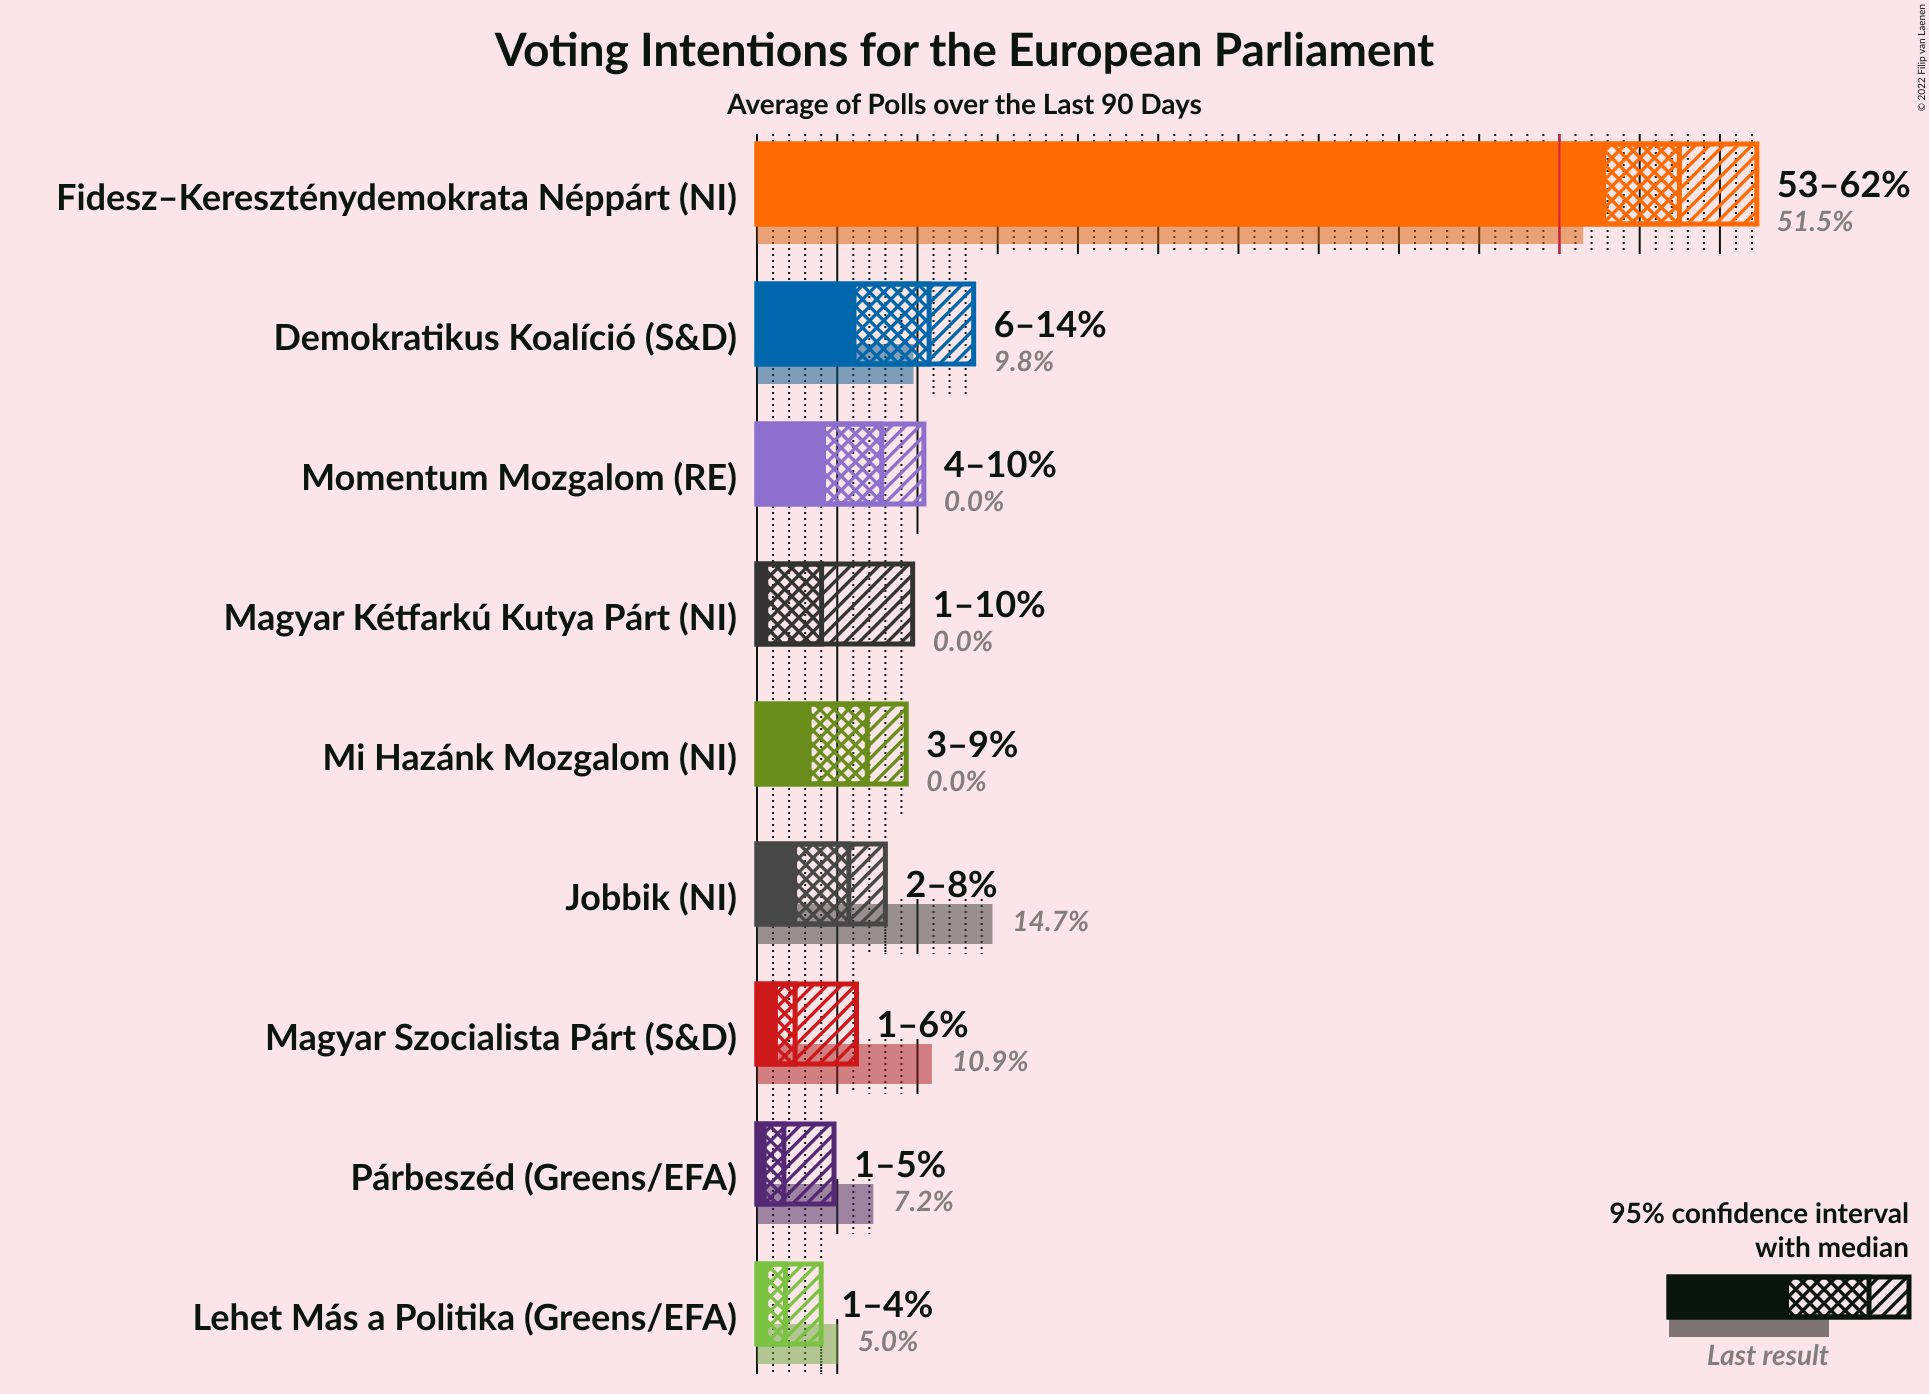 Voting Intentions for the European Parliament
Average of Polls over the Last 90 Days
© 2022 Filip van Laenen
Fidesz–Kereszténydemokrata Néppárt (NI)
53–62%
51.5%
Demokratikus Koalíció (S&D)
6–14%
9.8%
Momentum Mozgalom (RE)
4–10%
0.0%
Magyar Kétfarkú Kutya Párt (NI)
1–10%
0.0%
Mi Hazánk Mozgalom (NI)
3–9%
0.0%
Jobbik (NI)
2–8%
14.7%
Magyar Szocialista Párt (S&D)
1–6%
10.9%
Párbeszéd (Greens/EFA)
1–5%
7.2%
Lehet Más a Politika (Greens/EFA)
1–4%
5.0%
95% confidence interval
with median
Last result